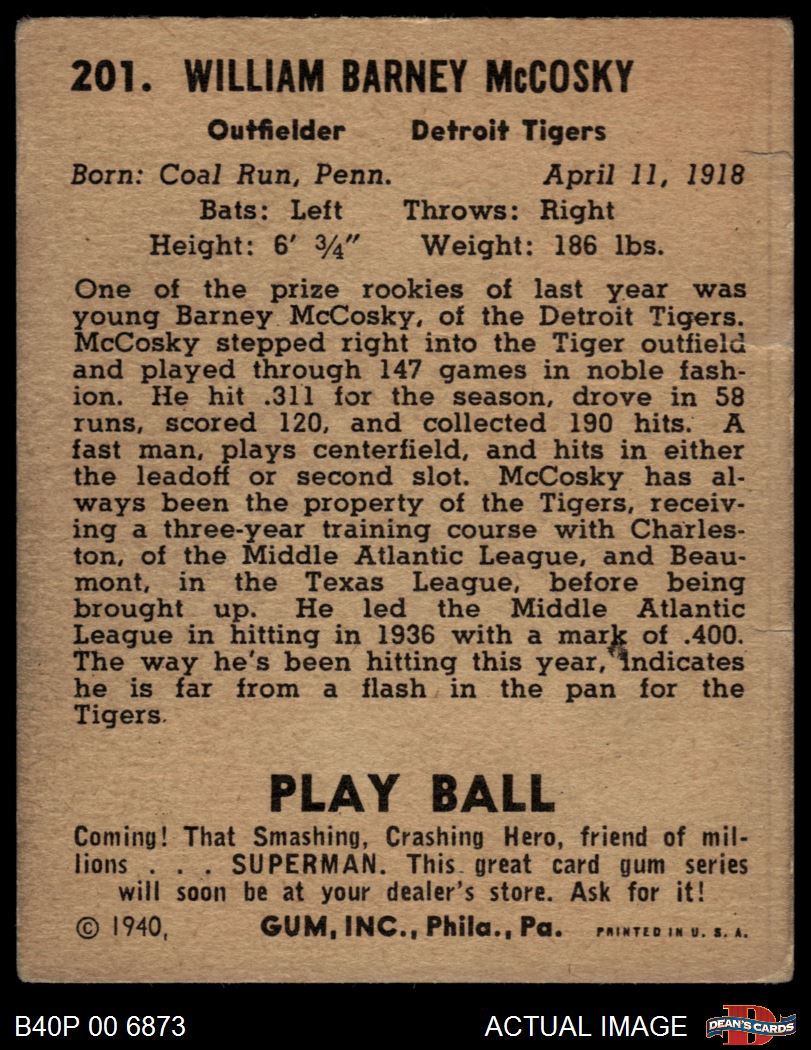 201. WILLIAM BARNEY McCOSKY
Outfielder Detroit Tigers
Born: Coal Run, Penn. April 11, 1918
Bats: Left Throws: Right
Height: 6' ¾" Weight: 186 lbs.
One of the prize rookies of last year was
young Barney McCosky, of the Detroit Tigers.
McCosky stepped right into the Tiger outfield
and played through 147 games in noble fash-
ion. He hit .311 for the season, drove in 58
runs, scored 120, and collected 190 hits. A
fast man, plays centerfield, and hits in either
the leadoff or second slot. McCosky has al-
ways been the property of the Tigers, receiv-
ing a three-year training course with Charles-
ton, of the Middle Atlantic League, and Beau-
mont, in the Texas League, before being
brought up. He led the Middle Atlantic
League in hitting in 1936 with a mark of .400.
The way he's been hitting this year, indicates
he is far from a flash in the pan for the
Tigers.
PLAY BALL
Coming! That Smashing, Crashing Hero, friend of mil-
lions . . . SUPERMAN. This great card gum series
will soon be at your dealer's store. Ask for it!
© 1940, GUM, INC., Phila., Pa. PRINTED IN U. S. A.
B40P 00 6873 ACTUAL IMAGE D DEAN'S CARDS